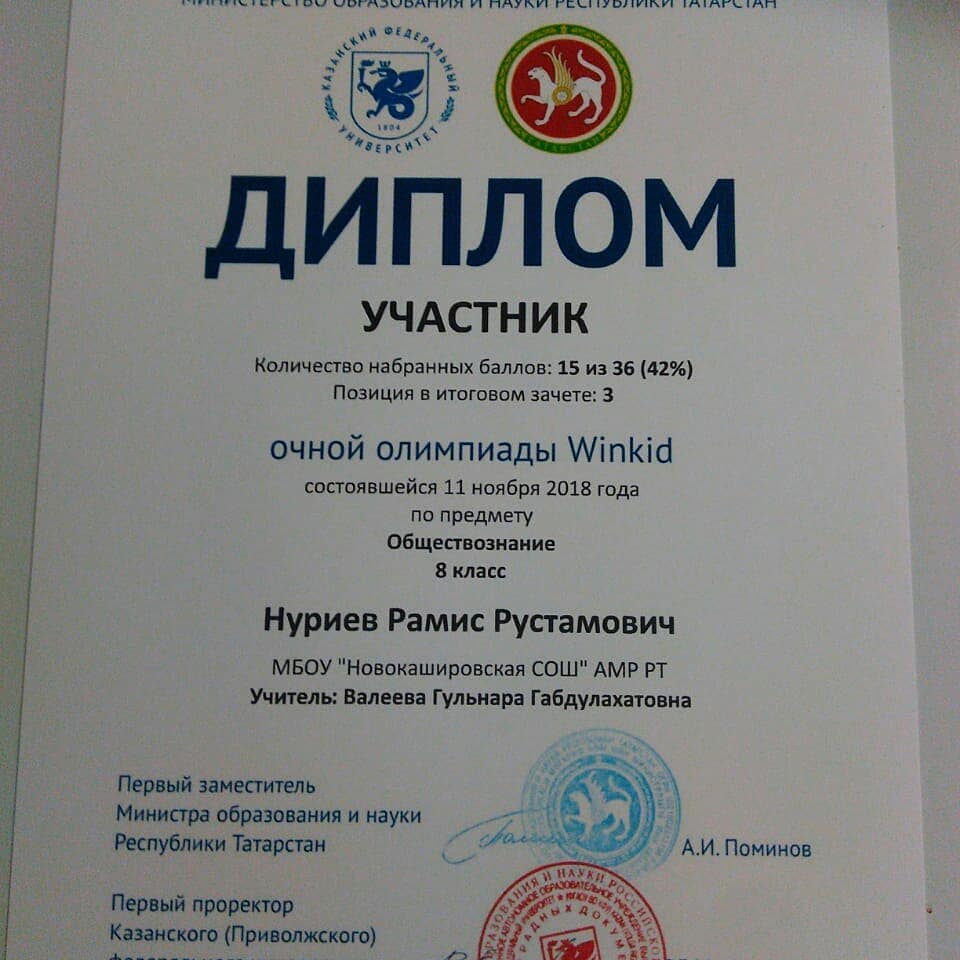 МИНИСТЕРСТВО ОБРАЗОВАНИЯ И НАУКИ РЕСПУБЛИКИ ТАТАРСТАН
КАЗАНСКИЙ ФЕДЕРАЛЬНЫЙ УНИВЕРСИТЕТ
1804
ТАТАРСТАН
ДИПЛОМ
УЧАСТНИК
Количество набранных баллов: 15 из 36 (42%)
Позиция в итоговом зачете: 3
очной олимпиады Winkid
состоявшейся 11 ноября 2018 года
по предмету
Обществознание
8 класс
Нуриев Рамис Рустамович
МБОУ "Новокашировская СОШ" АМР РТ
Учитель: Валеева Гульнара Габдулахатовна
Первый заместитель
Министра образования и науки
Республики Татарстан
А.И. Поминов
Первый проректор
Казанского (Приволжского)